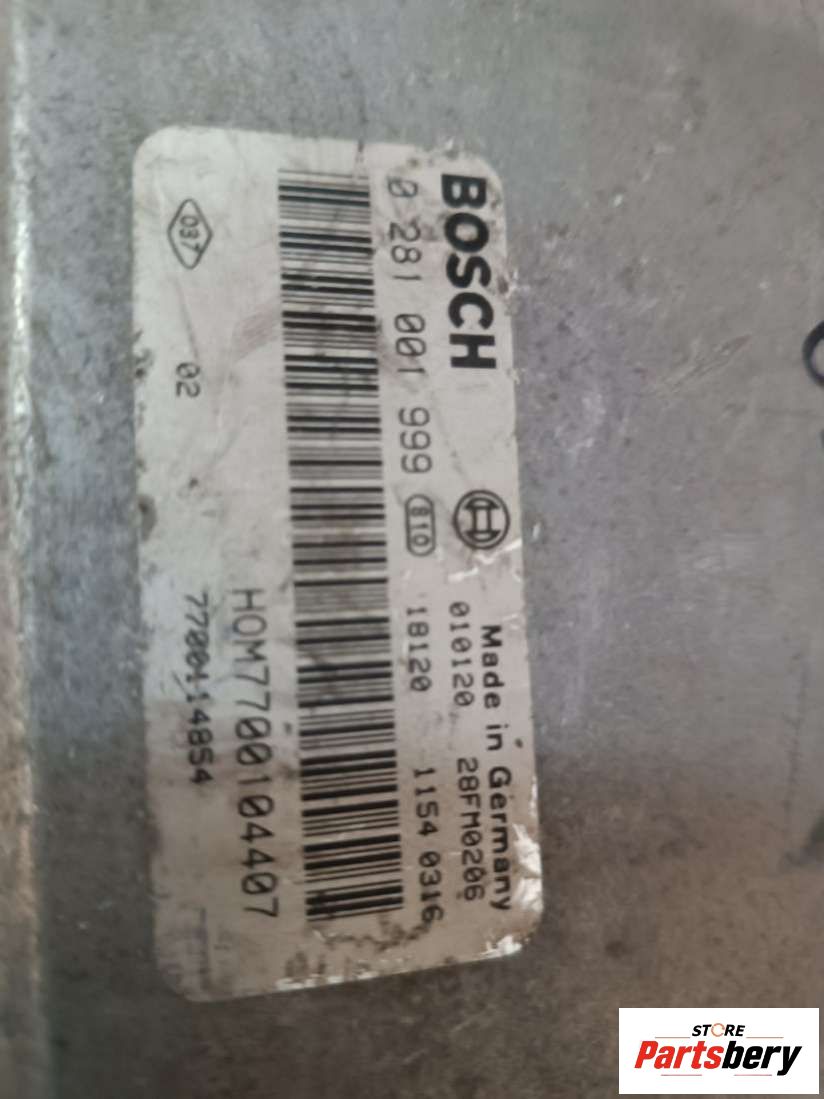 BOSCH
Made in Germany
010120 28FM0206
0 281 001 999 810 18120 1154 0316
HOM7700104407
037 02 7700114854
STORE
Partsbery